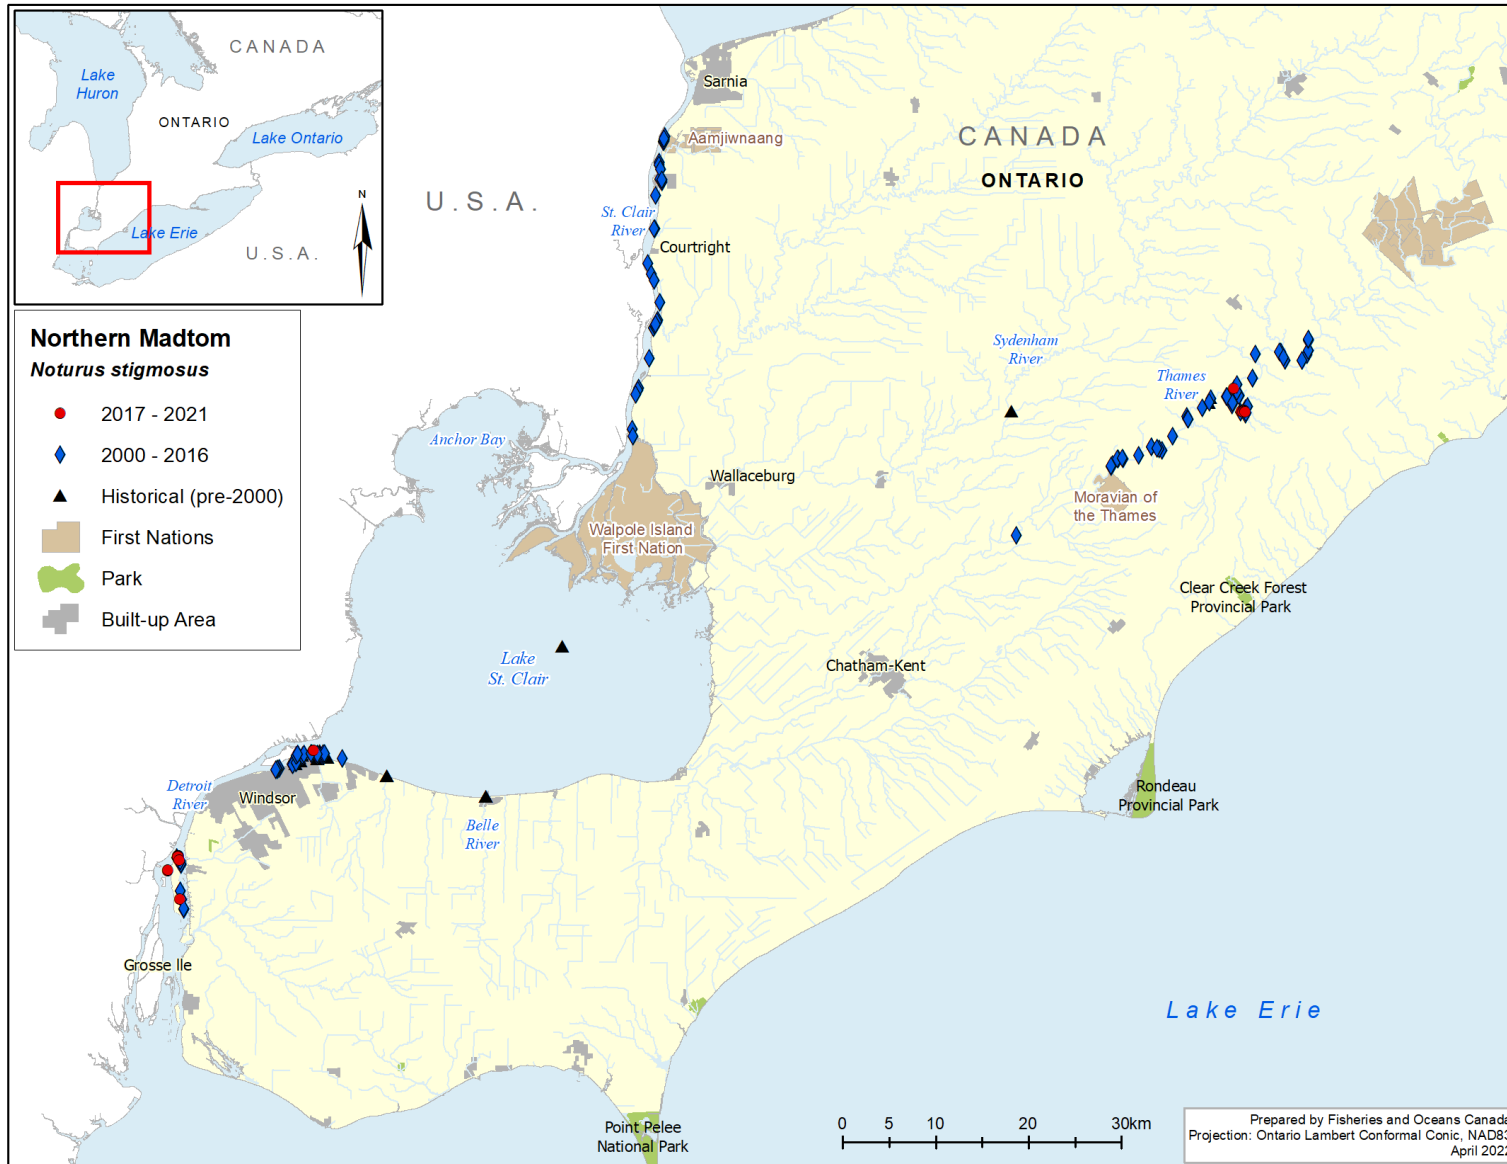 CANADA
Lake
Huron
ONTARIO
Lake Ontario
Lake Erie
U.S.A.
N
Northern Madtom
Noturus stigmosus
2017 - 2021
2000 - 2016
Historical (pre-2000)
First Nations
Park
Built-up Area
Sarnia
Aamjiwnaang
CANADA
ONTARIO
U.S.A.
St. Clair
River
Courtright
Sydenham
River
Thames
River
Anchor Bay
Wallaceburg
Moravian of
the Thames
Walpole Island
First Nation
Clear Creek Forest
Provincial Park
Lake
St. Clair
Chatham-Kent
Detroit
River
Windsor
Rondeau
Provincial Park
Belle
River
Grosse Ile
Lake Erie
Point Pelee
National Park
0 5 10 20 30km
Prepared by Fisheries and Oceans Canada
Projection: Ontario Lambert Conformal Conic, NAD83
April 2022